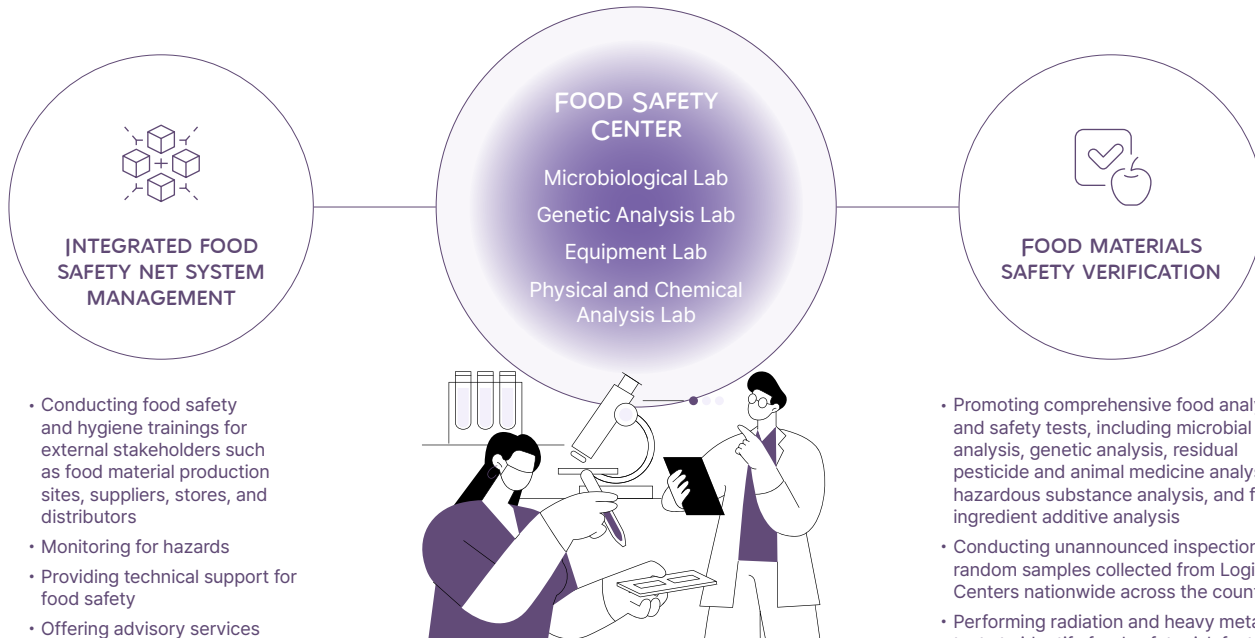 INTEGRATED FOOD
SAFETY NET SYSTEM
MANAGEMENT
• Conducting food safety
and hygiene trainings for
external stakeholders such
as food material production
sites, suppliers, stores, and
distributors
• Monitoring for hazards
• Providing technical support for
food safety
• Offering advisory services
FOOD SAFETY
CENTER
Microbiological Lab
Genetic Analysis Lab
Equipment Lab
Physical and Chemical
Analysis Lab
FOOD MATERIALS
SAFETY VERIFICATION
• Promoting comprehensive food
and safety tests, including microbial
analysis, genetic analysis, residual
pesticide and animal medicine
hazardous substance analysis, and
ingredient additive analysis
• Conducting unannounced
random samples collected from
Centers nationwide across the
• Performing radiation and heavy